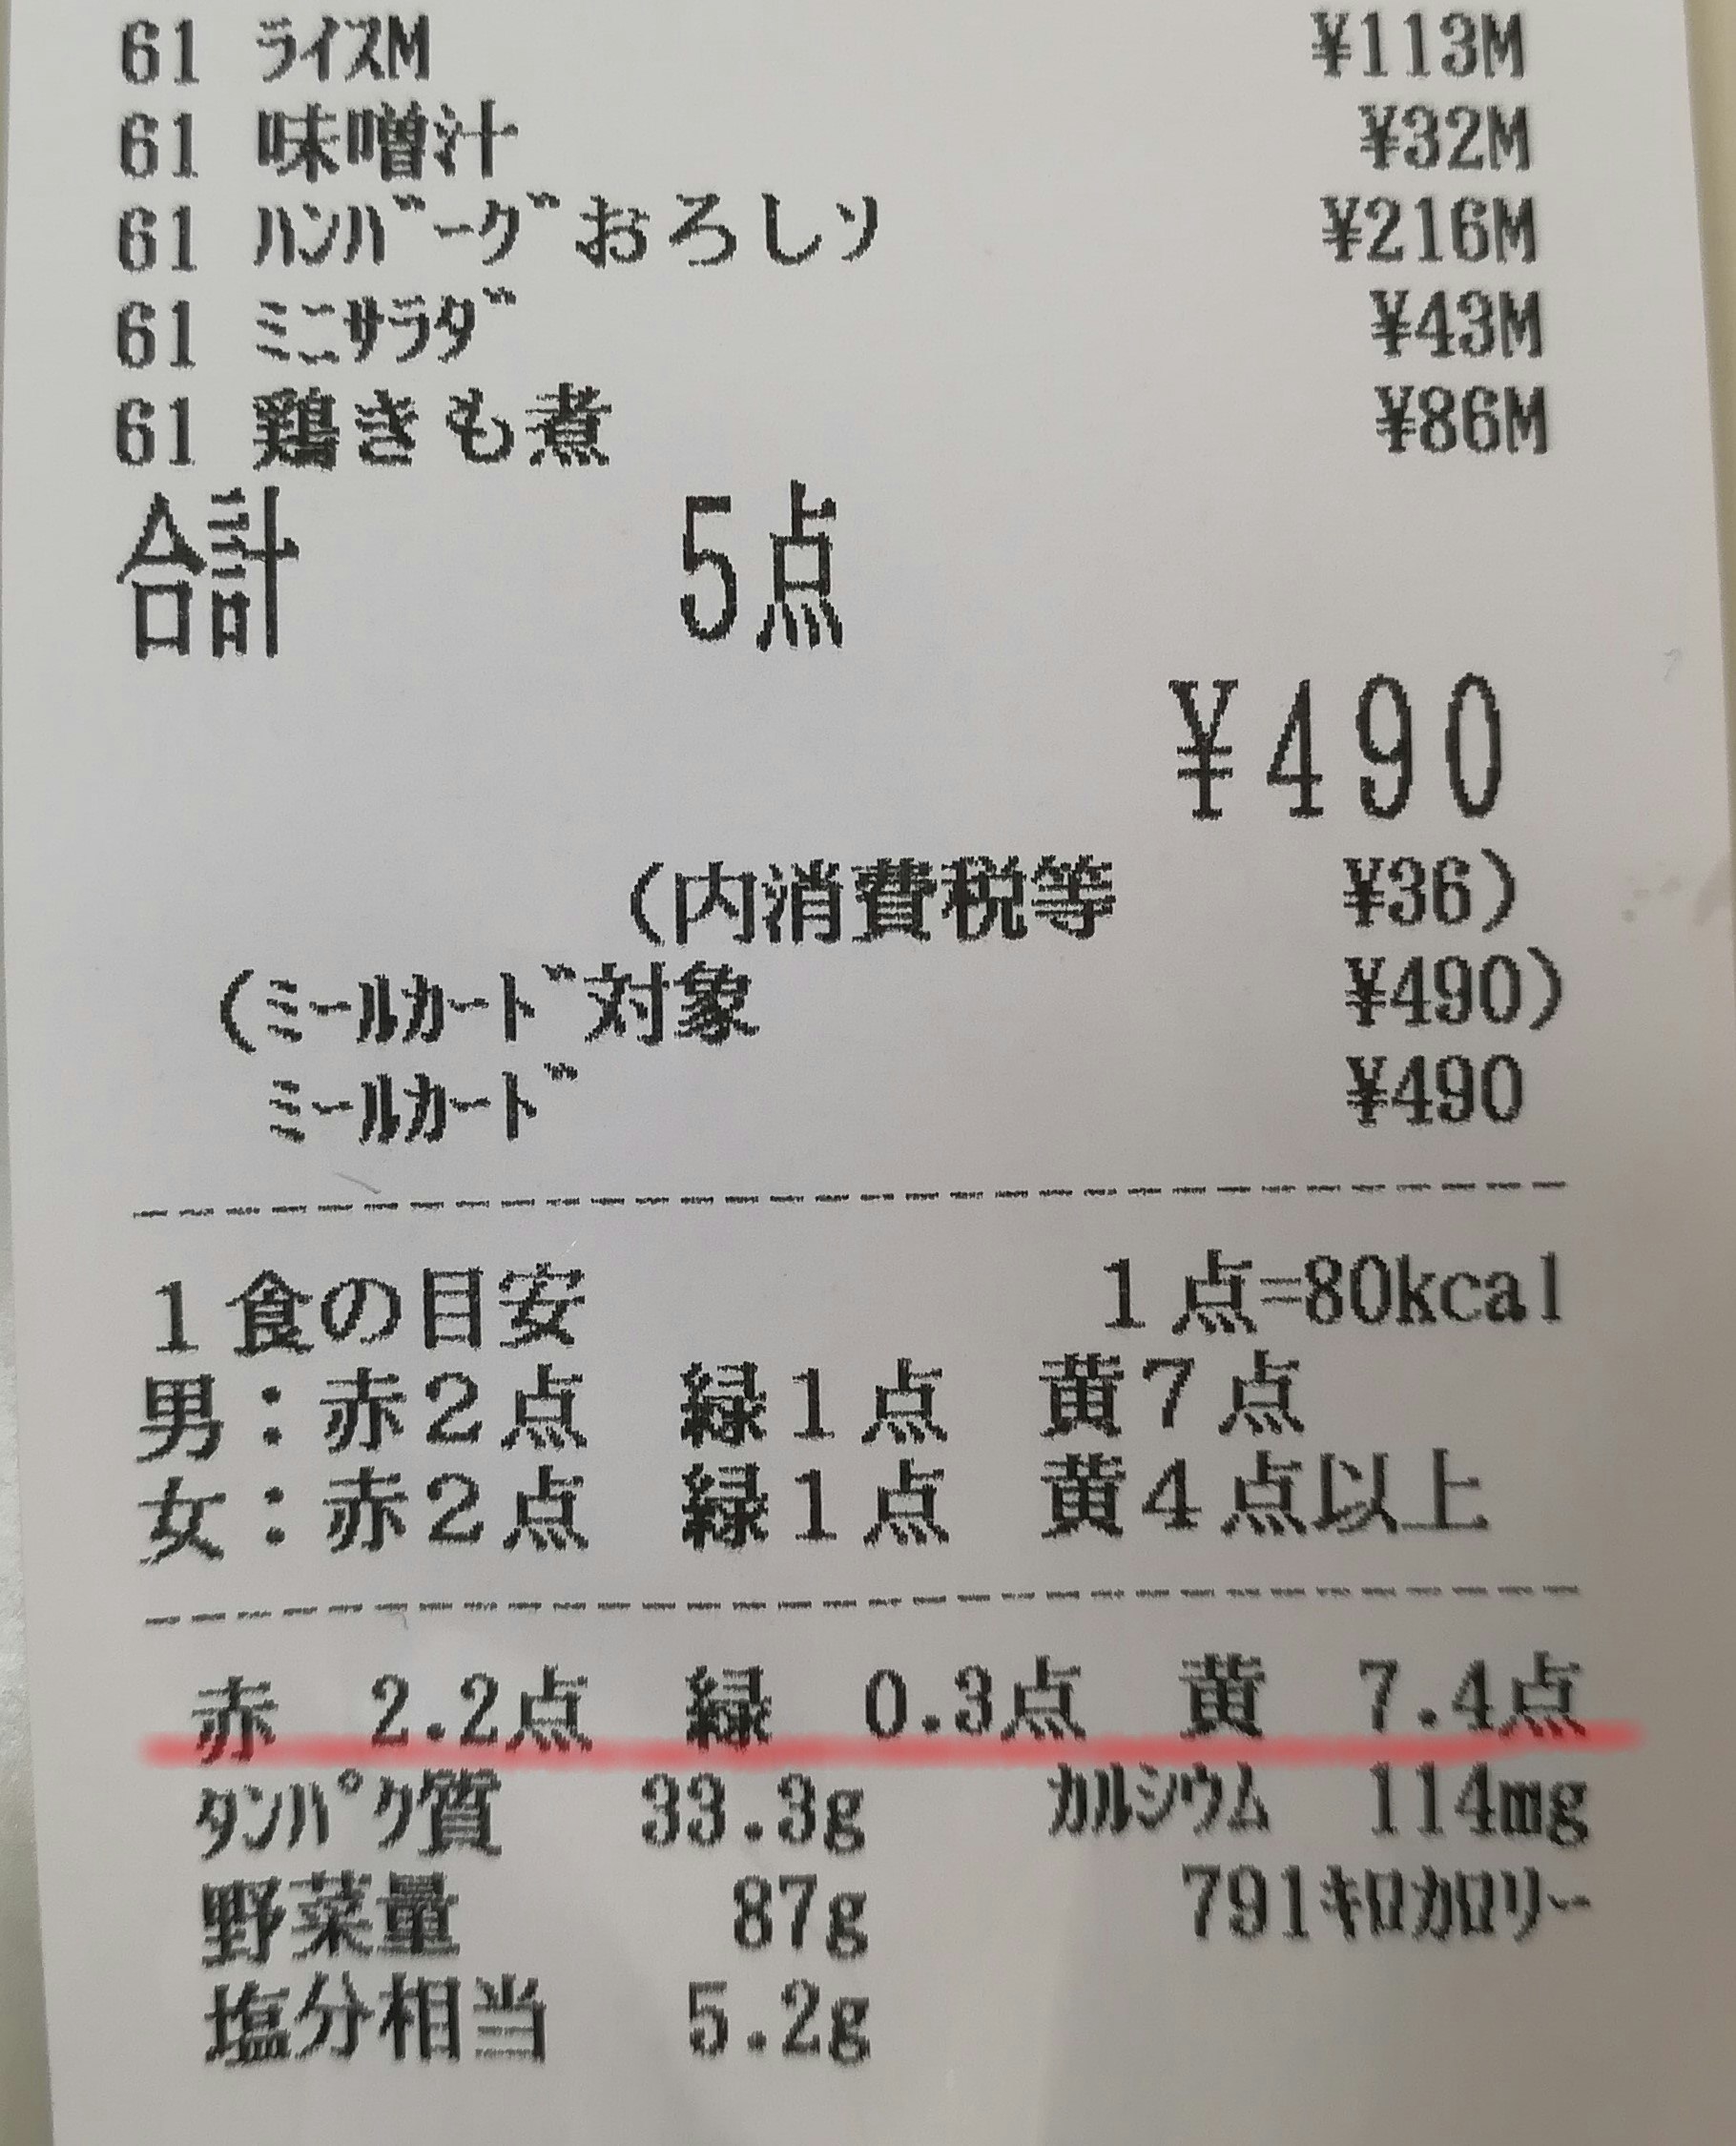 61 ﾗｲｽM ¥113M
61 味噌汁 ¥32M
61 ﾊﾝﾊﾞｰｸﾞおろしｿ ¥216M
61 ﾐﾆｻﾗﾀﾞ ¥43M
61 鶏きも煮 ¥86M
合計 5点
¥490
(内消費税等 ¥36)
(ﾐｰﾙｶｰﾄﾞ対象 ¥490)
ﾐｰﾙｶｰﾄﾞ ¥490
1食の目安 1点=80kcal
男：赤2点 緑1点 黄7点
女：赤2点 緑1点 黄4点以上
赤 2.2点 緑 0.3点 黄 7.4点
ﾀﾝﾊﾟｸ質 33.3g ｶﾙｼｳﾑ 114mg
野菜量 87g 791ｷﾛｶﾛﾘｰ
塩分相当 5.2g